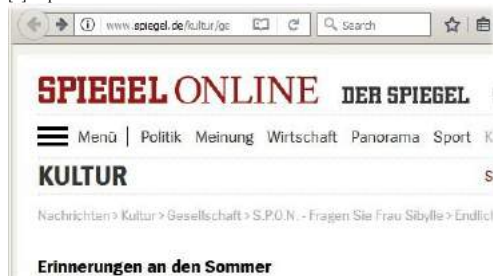 www.spiegel.de/kultur/ge Search
SPIEGEL ONLINE DER SPIEGEL
Menü | Politik Meinung Wirtschaft Panorama Sport K
KULTUR S
Nachrichten > Kultur > Gesellschaft > S.P.O.N. - Fragen Sie Frau Sibylle > Endlich
Erinnerungen an den Sommer